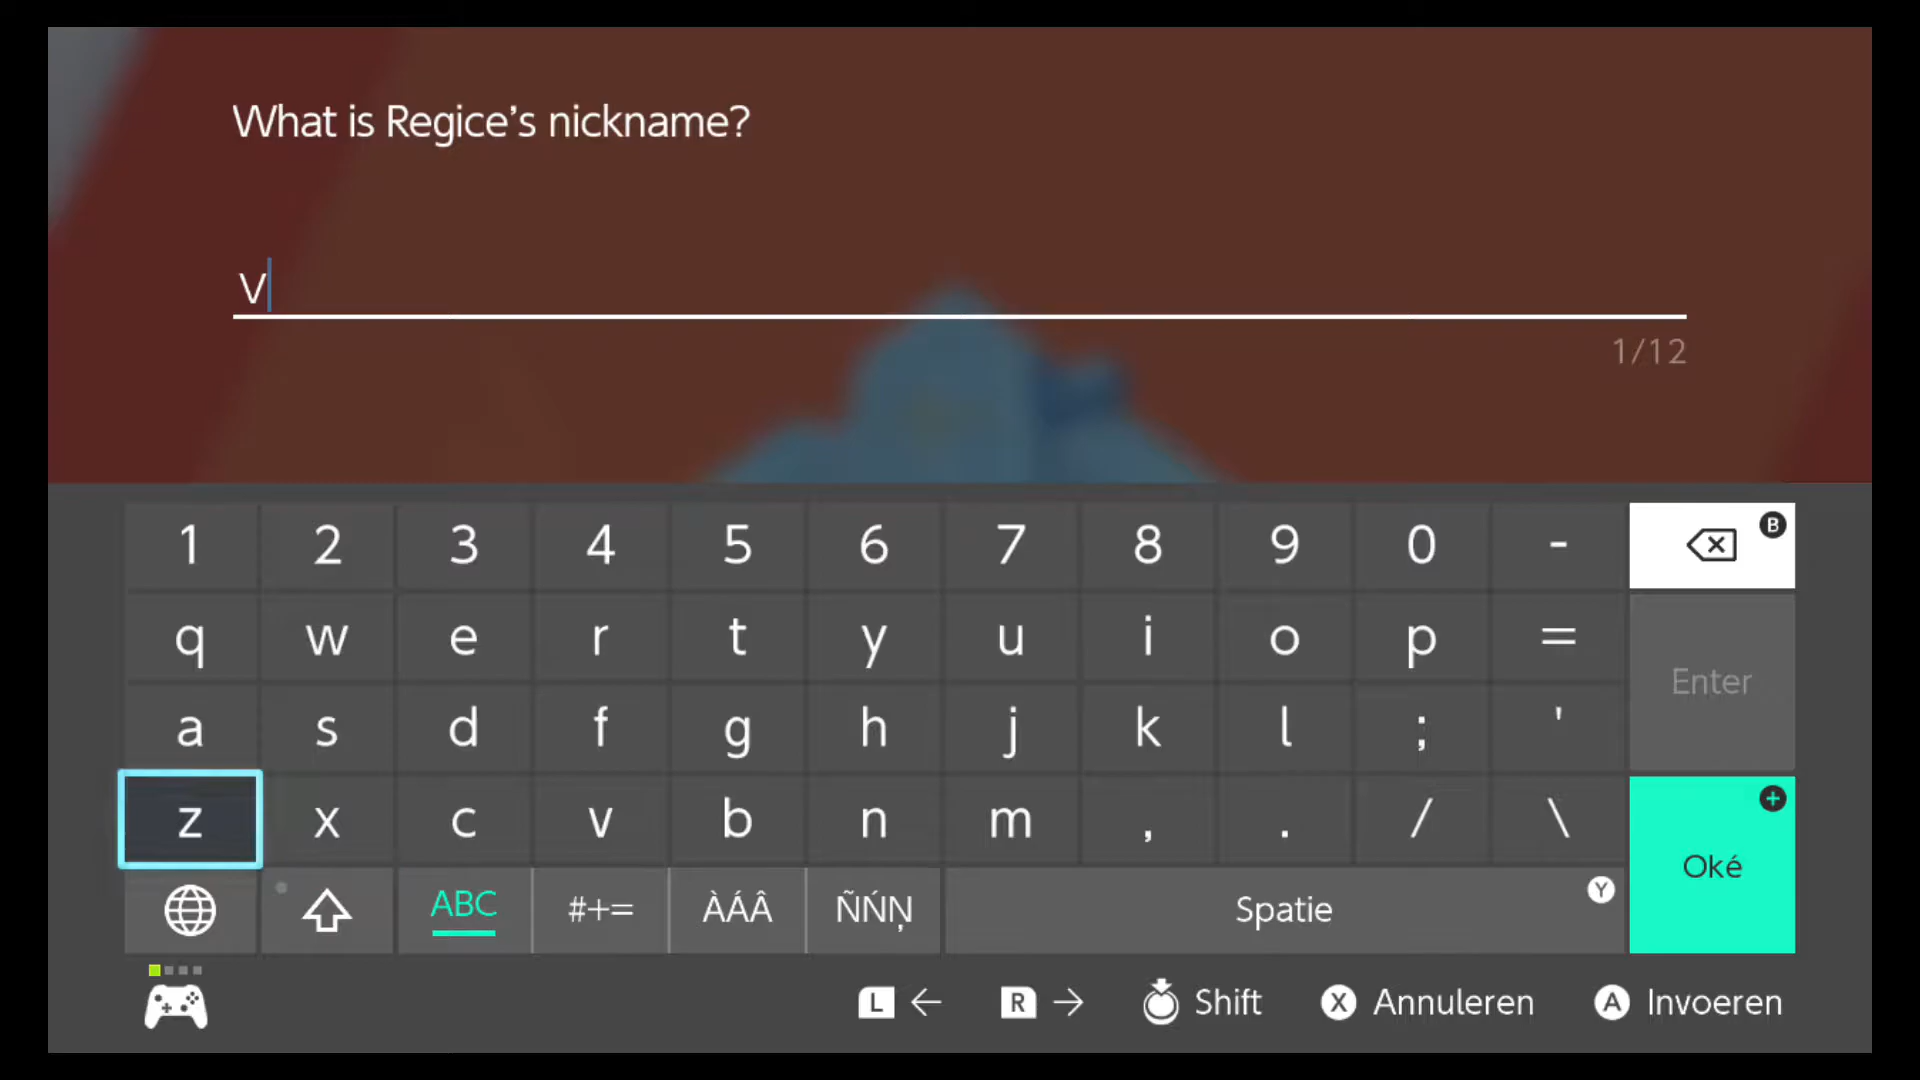 What is Regice's nickname?
V
1/12
1 2 3 4 5 6 7 8 9 0 - B
q w e r t y u i o p =
Enter
a s d f g h j k l ; '
z x c v b n m , . / \ +
Oké
ABC #+= ÀÁÂ ÑŃŅ Spatie Y
L ← R → Shift X Annuleren A Invoeren